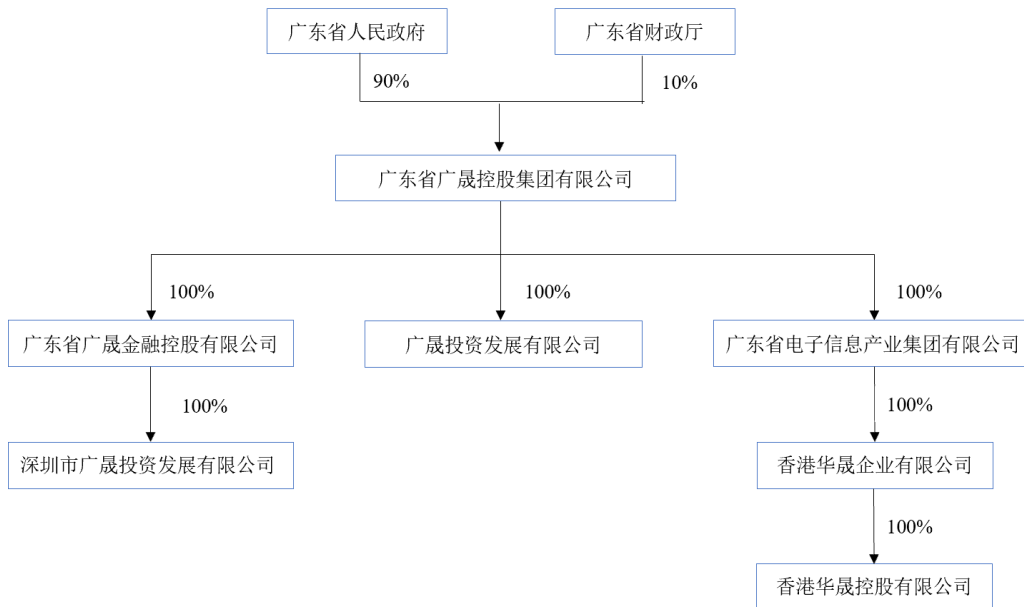 广东省人民政府
广东省财政厅
90%
10%
广东省广晟控股集团有限公司
100%
100%
100%
广东省广晟金融控股有限公司
广晟投资发展有限公司
广东省电子信息产业集团有限公司
100%
100%
深圳市广晟投资发展有限公司
香港华晟企业有限公司
100%
香港华晟控股有限公司